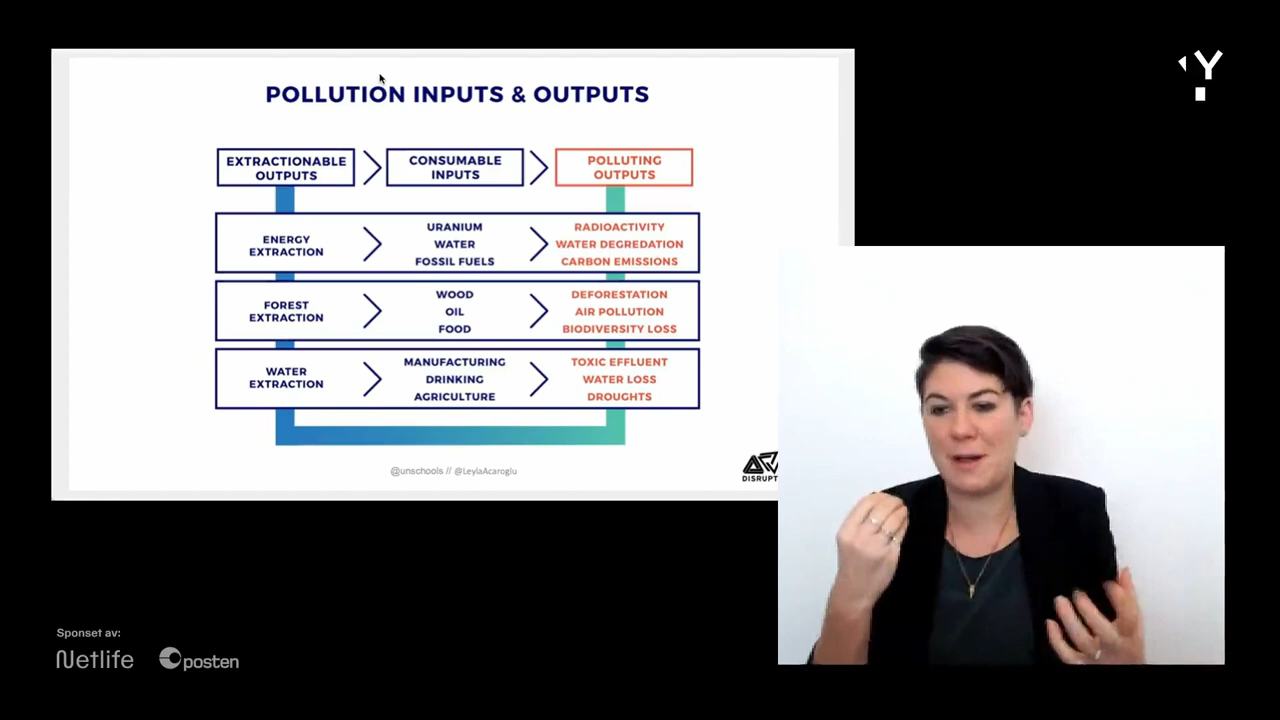 POLLUTION INPUTS & OUTPUTS
EXTRACTIONABLE
OUTPUTS
CONSUMABLE
INPUTS
POLLUTING
OUTPUTS
ENERGY
EXTRACTION
URANIUM
WATER
FOSSIL FUELS
RADIOACTIVITY
WATER DEGREDATION
CARBON EMISSIONS
FOREST
EXTRACTION
WOOD
OIL
FOOD
DEFORESTATION
AIR POLLUTION
BIODIVERSITY LOSS
WATER
EXTRACTION
MANUFACTURING
DRINKING
AGRICULTURE
TOXIC EFFLUENT
WATER LOSS
DROUGHTS
@unschools // @LeylaAcaroglu
DISRUPT
Y
Sponset av:
Netlife posten